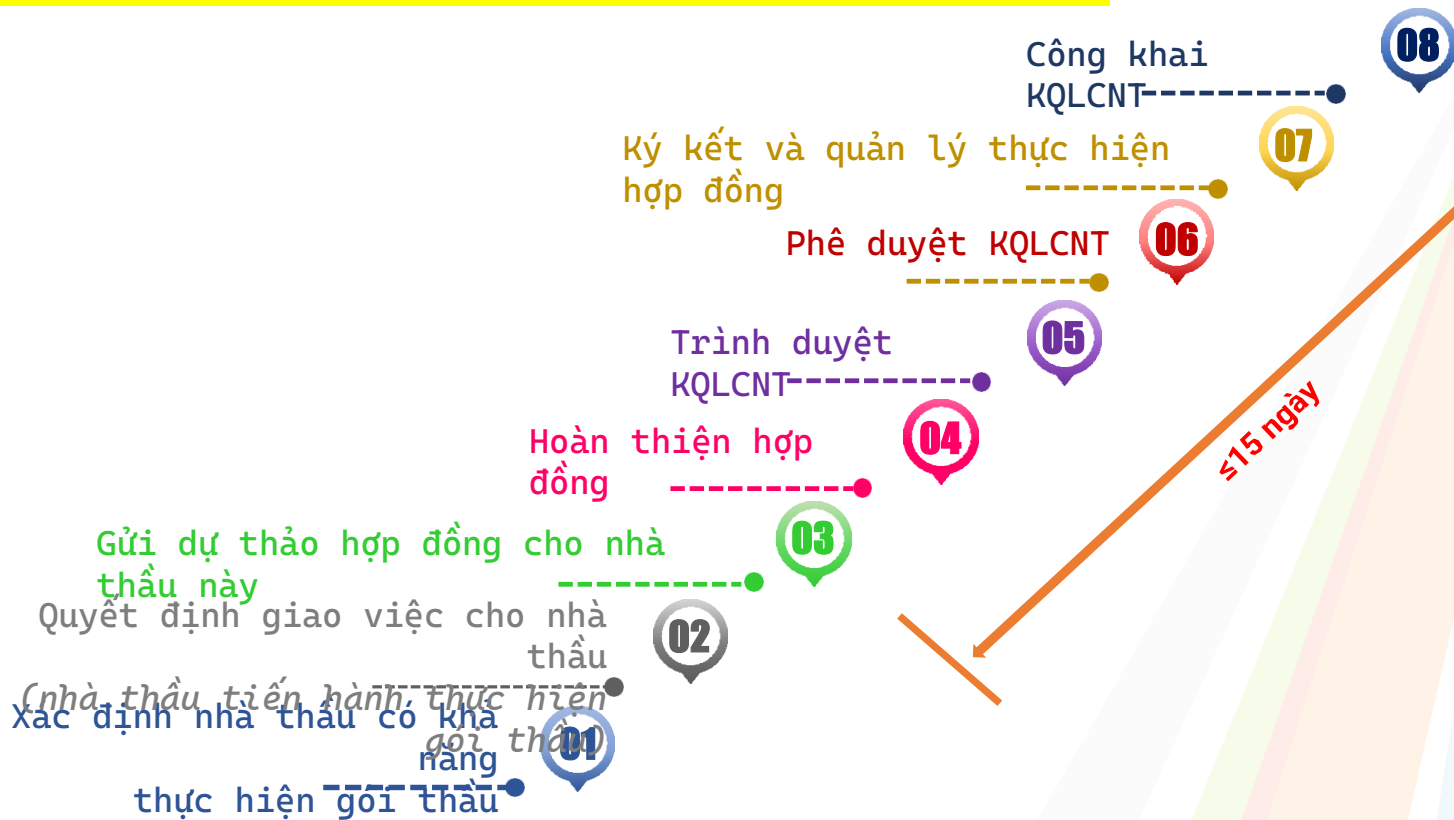 08
Công khai
KQLCNT
07
Ký kết và quản lý thực hiện
hợp đồng
06
Phê duyệt KQLCNT
05
Trình duyệt
KQLCNT
04
Hoàn thiện hợp
đồng
≤15 ngày
03
Gửi dự thảo hợp đồng cho nhà
thầu này
02
Quyết định giao việc cho nhà
thầu
(nhà thầu tiến hành thực hiện
gói thầu)
01
Xác định nhà thầu có khả
năng
thực hiện gói thầu